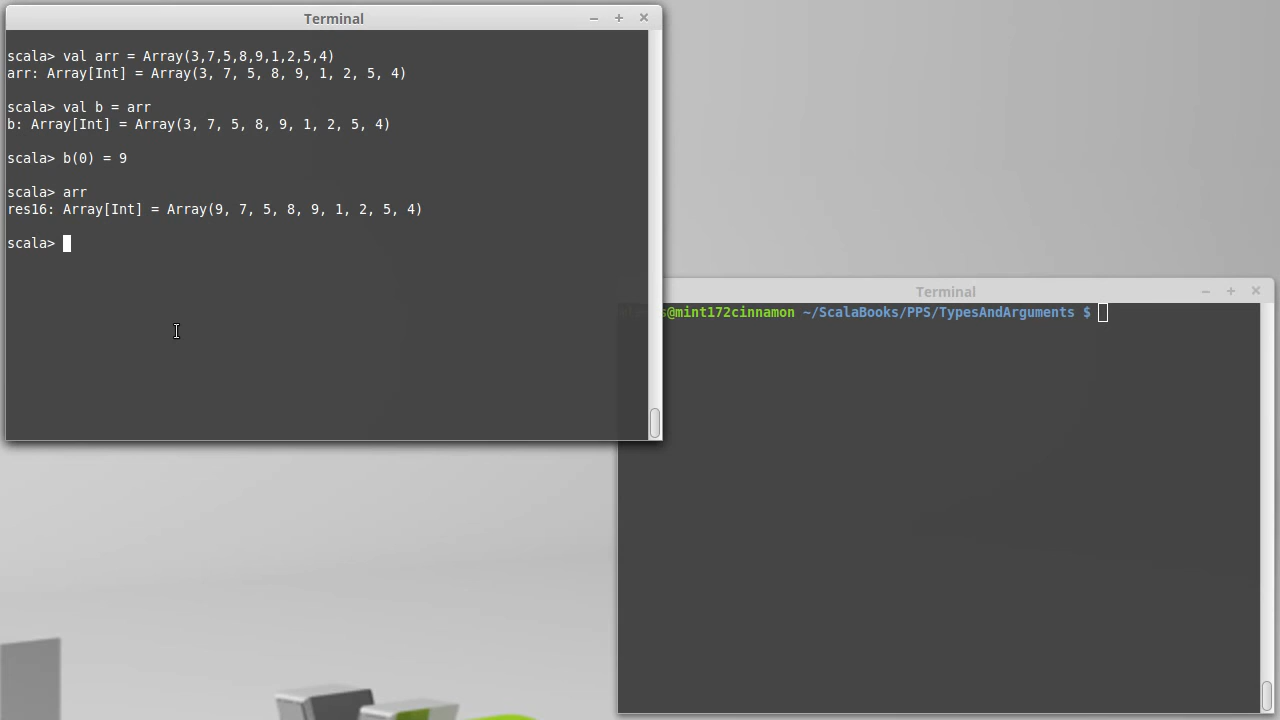 Terminal
scala> val arr = Array(3,7,5,8,9,1,2,5,4)
arr: Array[Int] = Array(3, 7, 5, 8, 9, 1, 2, 5, 4)
scala> val b = arr
b: Array[Int] = Array(3, 7, 5, 8, 9, 1, 2, 5, 4)
scala> b(0) = 9
scala> arr
res16: Array[Int] = Array(9, 7, 5, 8, 9, 1, 2, 5, 4)
scala>
Terminal
s@mint172cinnamon ~/ScalaBooks/PPS/TypesAndArguments $